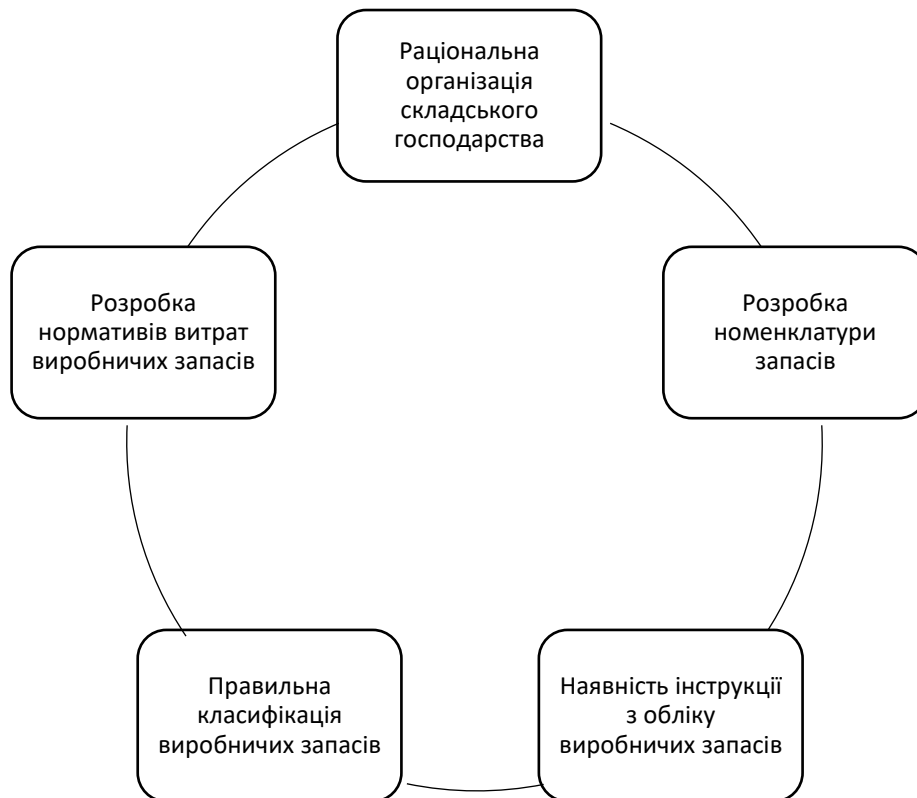 Раціональна
організація
складського
господарства
Розробка
нормативів витрат
виробничих запасів
Розробка
номенклатури
запасів
Правильна
класифікація
виробничих запасів
Наявність інструкції
з обліку
виробничих запасів